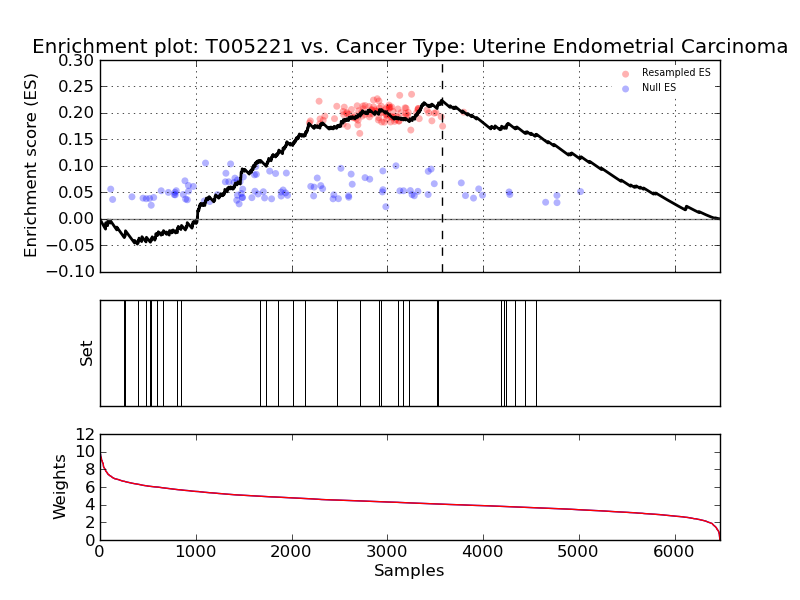 Enrichment plot: T005221 vs. Cancer Type: Uterine Endometrial Carcinoma
Enrichment score (ES)
0.30
0.25
0.20
0.15
0.10
0.05
0.00
−0.05
−0.10
Resampled ES
Null ES
Set
Weights
12
10
8
6
4
2
0
0 1000 2000 3000 4000 5000 6000
Samples